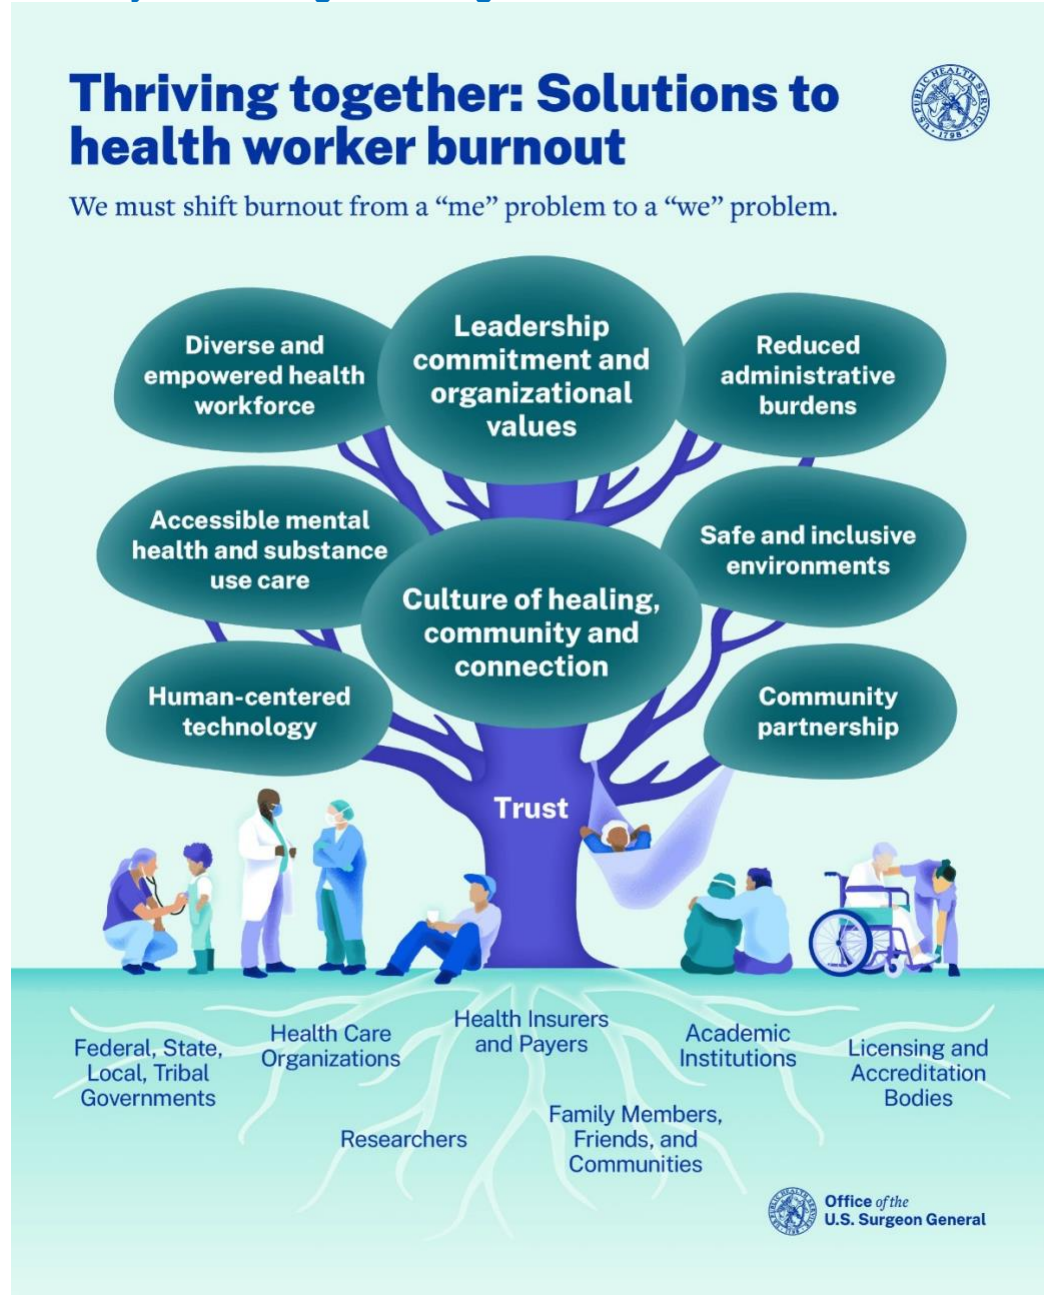 Thriving together: Solutions to
health worker burnout
We must shift burnout from a “me” problem to a “we” problem.
U.S. PUBLIC HEALTH SERVICE
1798
Diverse and
empowered health
workforce
Leadership
commitment and
organizational
values
Reduced
administrative
burdens
Accessible mental
health and substance
use care
Culture of healing,
community and
connection
Safe and inclusive
environments
Human-centered
technology
Community
partnership
Trust
Federal, State,
Local, Tribal
Governments
Health Care
Organizations
Health Insurers
and Payers
Academic
Institutions
Licensing and
Accreditation
Bodies
Researchers
Family Members,
Friends, and
Communities
Office of the
U.S. Surgeon General